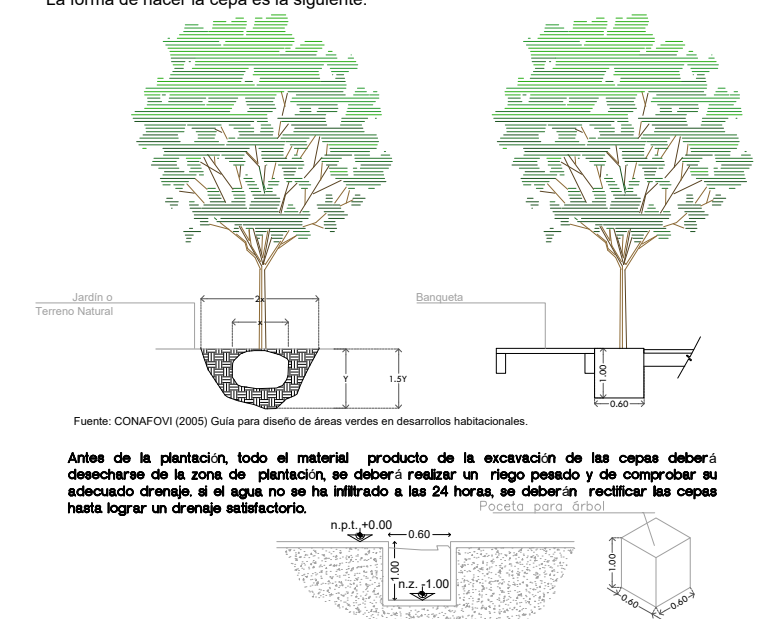 La forma de hacer la cepa es la siguiente:
Jardín o
Terreno Natural
2x
x
Y
1.5Y
Banqueta
1.00
0.60
Fuente: CONAFOVI (2005) Guía para diseño de áreas verdes en desarrollos habitacionales.
Antes de la plantación, todo el material producto de la excavación de las cepas deberá
desecharse de la zona de plantación, se deberá realizar un riego pesado y de comprobar su
adecuado drenaje. si el agua no se ha infiltrado a las 24 horas, se deberán rectificar las cepas
hasta lograr un drenaje satisfactorio.
Poceta para árbol
n.p.t. +0.00
0.60
1.00
n.z. -1.00
1.00
0.60
0.60